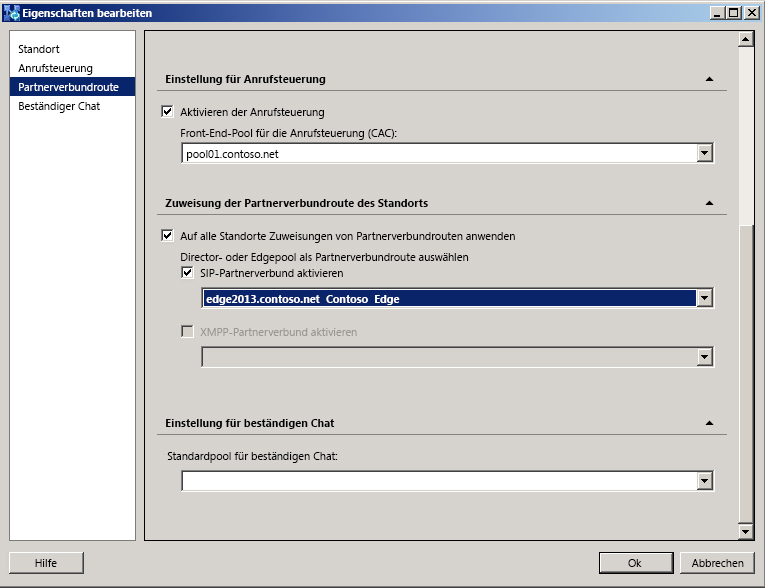 Eigenschaften bearbeiten
Standort
Anrufsteuerung
Partnerverbundroute
Beständiger Chat
Einstellung für Anrufsteuerung
Aktivieren der Anrufsteuerung
Front-End-Pool für die Anrufsteuerung (CAC):
pool01.contoso.net
Zuweisung der Partnerverbundroute des Standorts
Auf alle Standorte Zuweisungen von Partnerverbundrouten anwenden
Director- oder Edgepool als Partnerverbundroute auswählen
SIP-Partnerverbund aktivieren
edge2013.contoso.net Contoso Edge
XMPP-Partnerverbund aktivieren
Einstellung für beständigen Chat
Standardpool für beständigen Chat:
Hilfe
Ok
Abbrechen